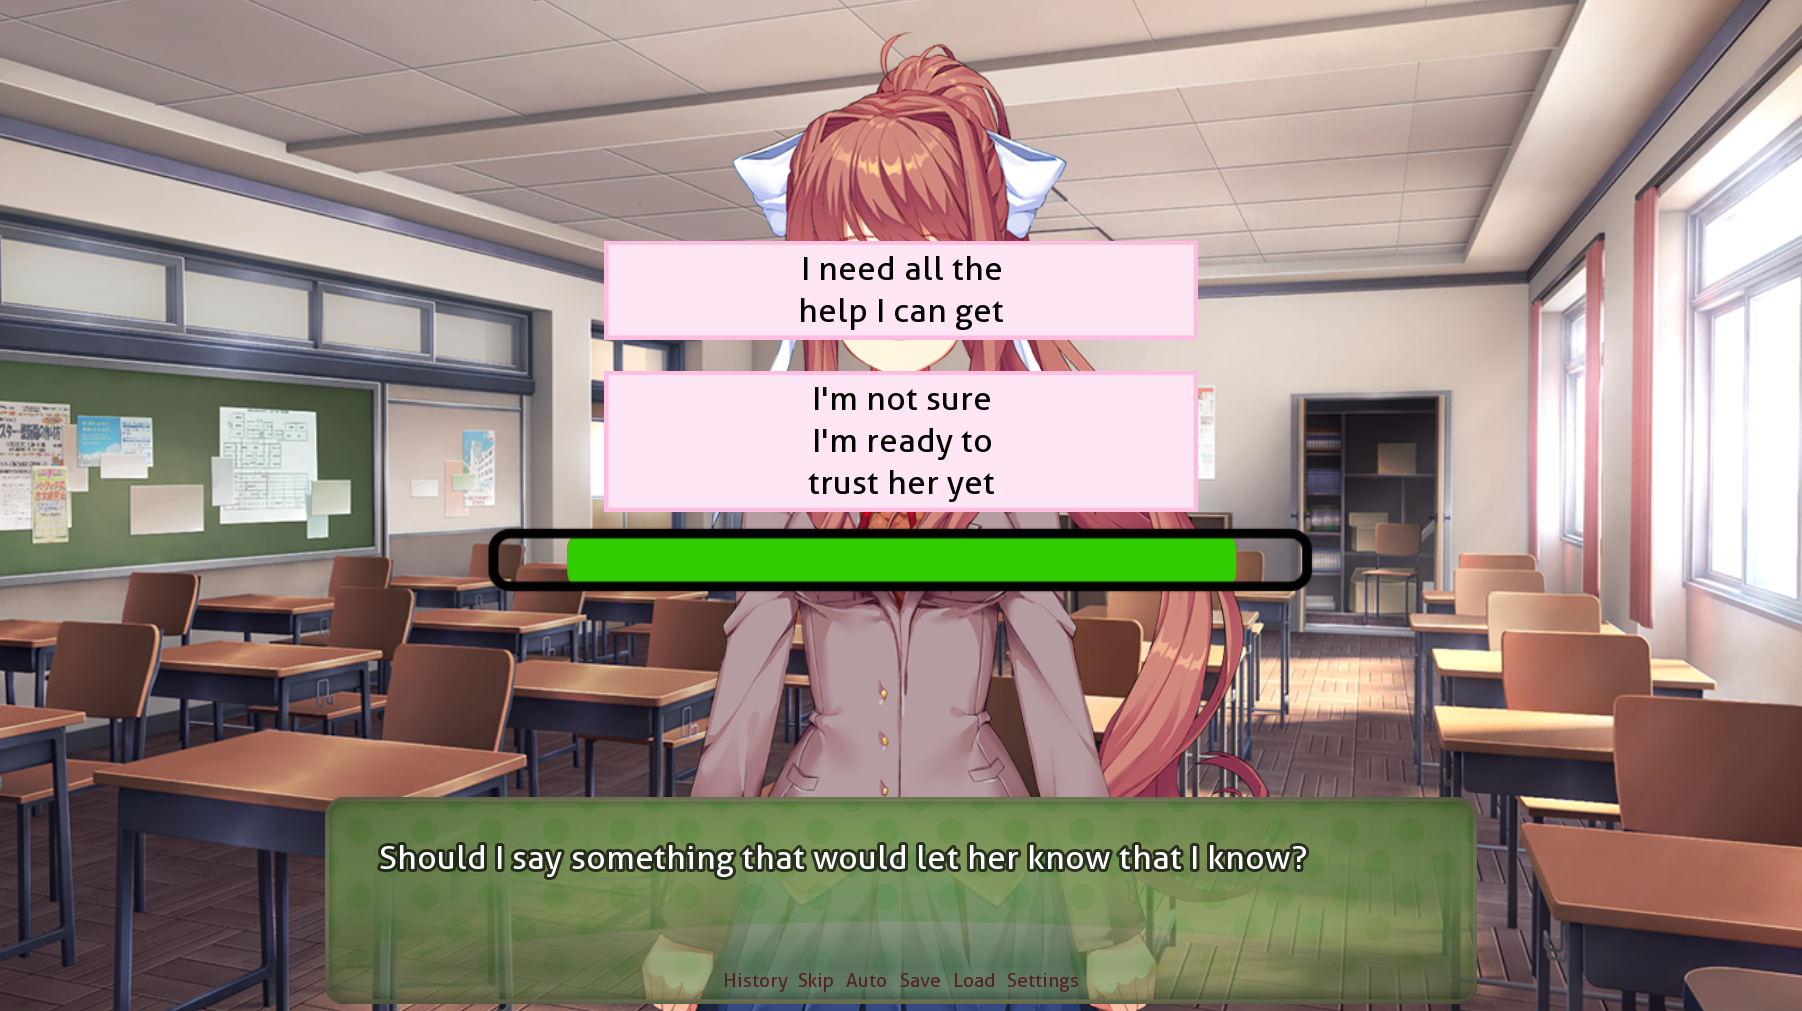 I need all the
help I can get
I'm not sure
I'm ready to
trust her yet
Should I say something that would let her know that I know?
History Skip Auto Save Load Settings